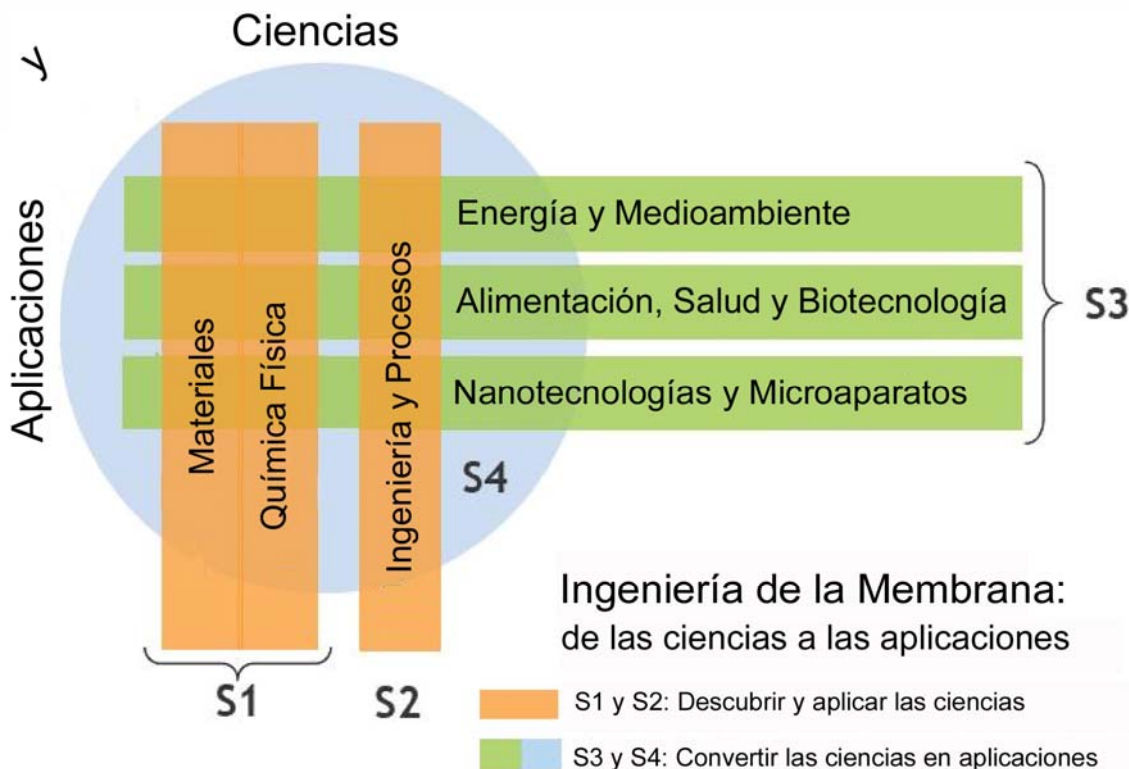 Ciencias
y
Aplicaciones
Energía y Medioambiente
Alimentación, Salud y Biotecnología
Nanotecnologías y Microaparatos
S3
Materiales
Química Física
Ingeniería y Procesos
S4
S1
S2
Ingeniería de la Membrana:
de las ciencias a las aplicaciones
S1 y S2: Descubrir y aplicar las ciencias
S3 y S4: Convertir las ciencias en aplicaciones